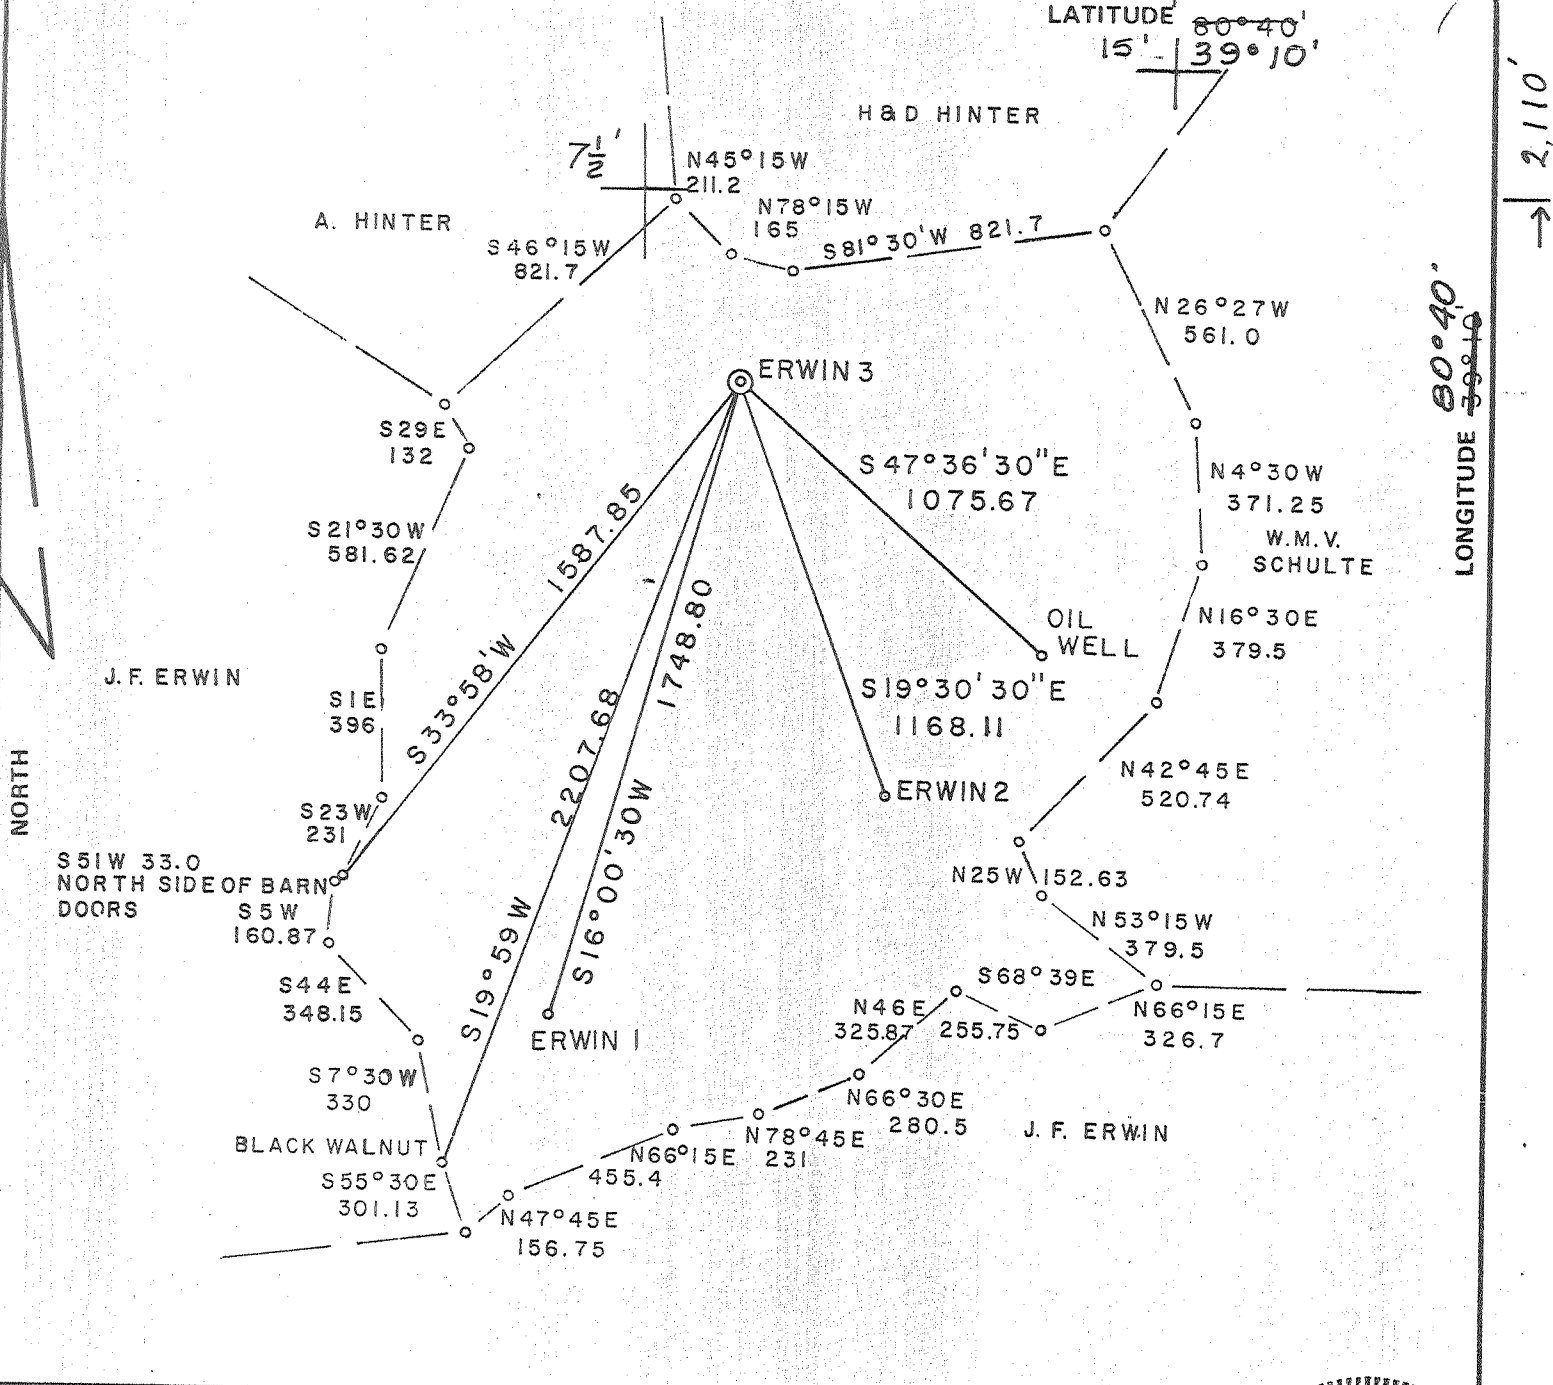 LATITUDE 80°40'
15' 39°10'
2,110'
H&D HINTER
7½'
N45°15W
211.2
N78°15W
165
A. HINTER
S46°15W
821.7
S81°30'W 821.7
80°40'
LONGITUDE 39°10
N26°27W
561.0
ERWIN 3
S29E
132
S47°36'30"E
1075.67
N4°30W
371.25
W.M.V.
SCHULTE
S21°30W
581.62
1587.85
S33°58'W
1748.80
S16°00'30W
2207.68
S19°59W
OIL
WELL
N16°30E
379.5
J.F. ERWIN
S1E
396
S19°30'30"E
1168.11
ERWIN 2
N42°45E
520.74
NORTH
S23W
231
S51W 33.0
NORTH SIDE OF BARN
DOORS
S5W
160.87
N25W 152.63
N53°15W
379.5
S44E
348.15
S68°39E
255.75
N46E
325.87
N66°15E
326.7
ERWIN 1
S7°30W
330
N66°30E
280.5
J. F. ERWIN
BLACK WALNUT
N78°45E
231
N66°15E
455.4
S55°30E
301.13
N47°45E
156.75